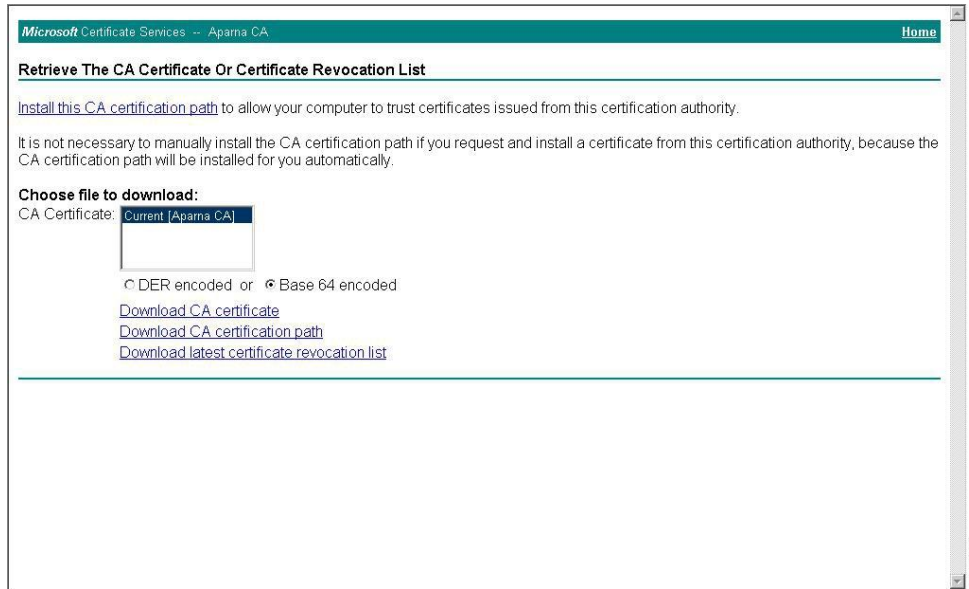 Microsoft Certificate Services -- Aparna CA Home
Retrieve The CA Certificate Or Certificate Revocation List
Install this CA certification path to allow your computer to trust certificates issued from this certification authority.
It is not necessary to manually install the CA certification path if you request and install a certificate from this certification authority, because the
CA certification path will be installed for you automatically.
Choose file to download:
CA Certificate: Current [Aparna CA]
DER encoded or Base 64 encoded
Download CA certificate
Download CA certification path
Download latest certificate revocation list